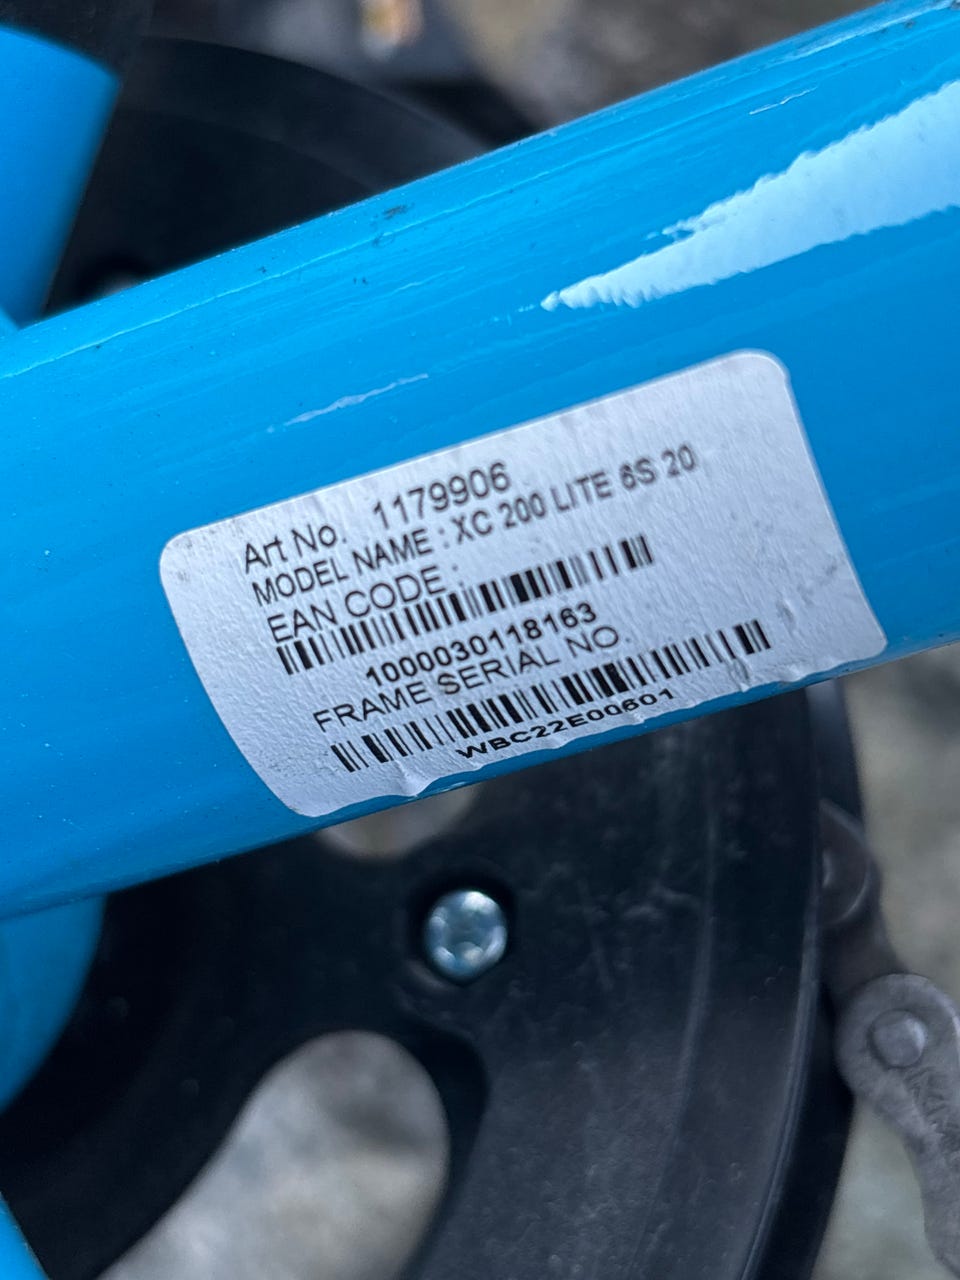 Art No. 1179906
MODEL NAME : XC 200 LITE 6S 20
EAN CODE :
1000030118163
FRAME SERIAL NO.
WBC22E00601